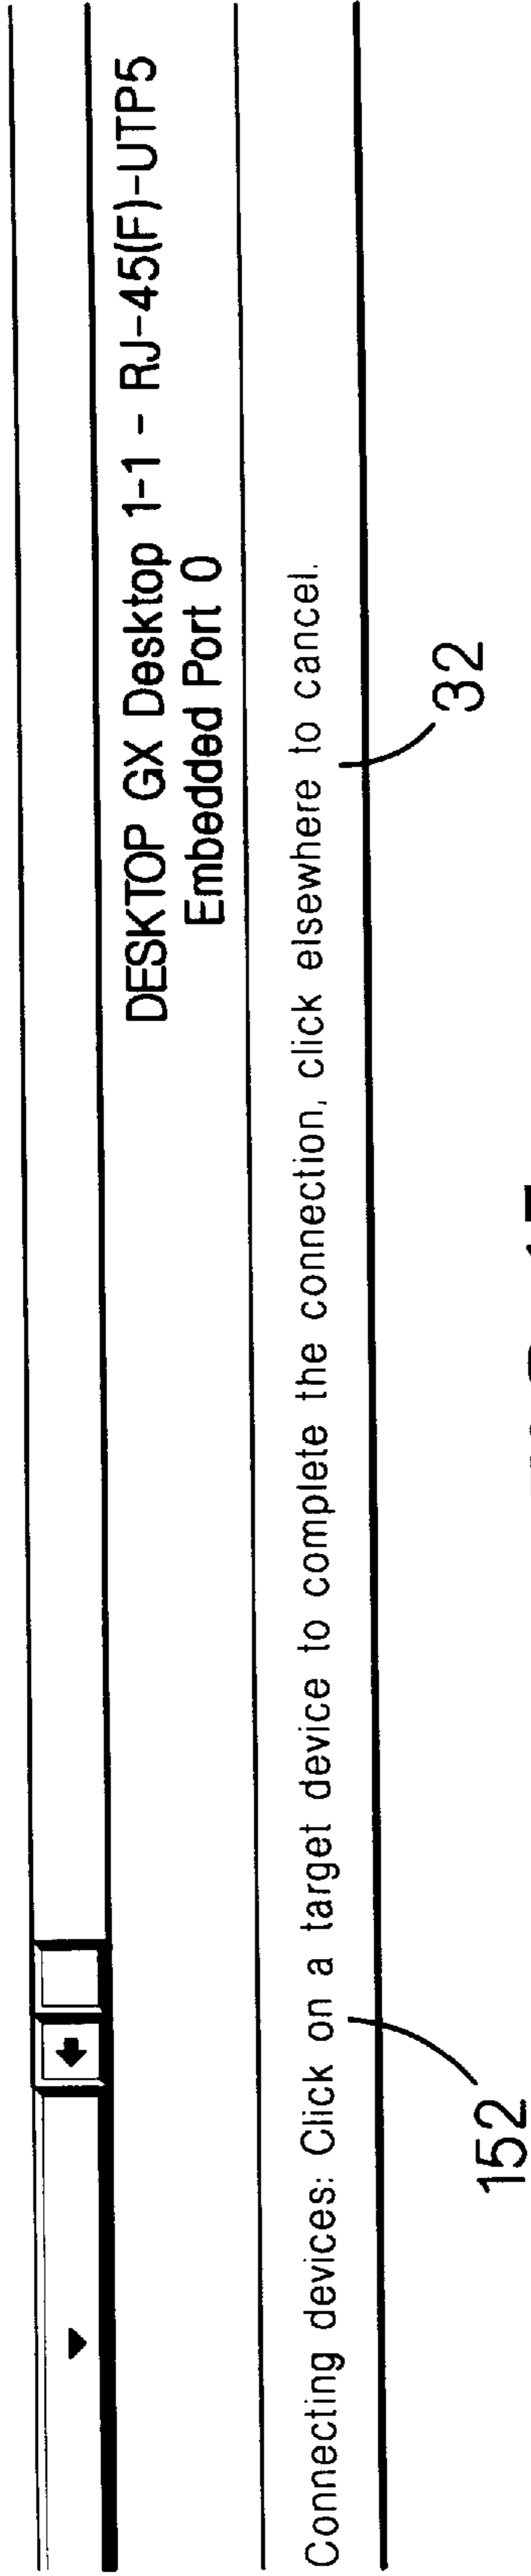 DESKTOP GX Desktop 1-1 - RJ-45(F)-UTP5
Embedded Port 0
Connecting devices: Click on a target device to complete the connection, click elsewhere to cancel.
152
32